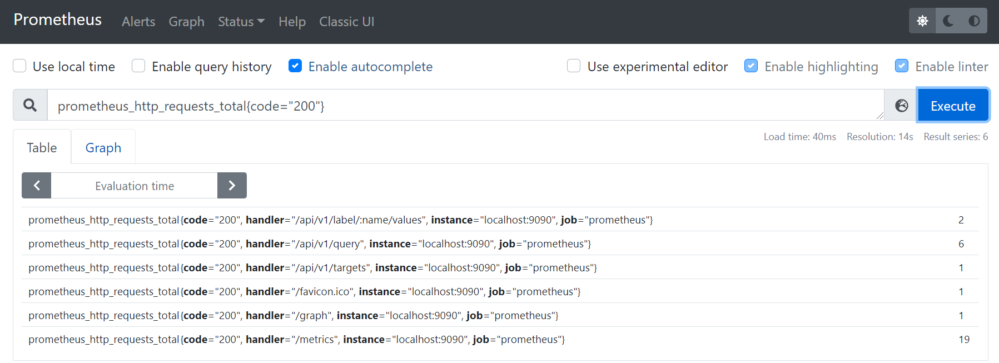 Prometheus Alerts Graph Status Help Classic UI
Use local time Enable query history Enable autocomplete Use experimental editor Enable highlighting Enable linter
prometheus_http_requests_total{code="200"} Execute
Load time: 40ms Resolution: 14s Result series: 6
Table Graph
Evaluation time
prometheus_http_requests_total{code="200", handler="/api/v1/label/:name/values", instance="localhost:9090", job="prometheus"} 2
prometheus_http_requests_total{code="200", handler="/api/v1/query", instance="localhost:9090", job="prometheus"} 6
prometheus_http_requests_total{code="200", handler="/api/v1/targets", instance="localhost:9090", job="prometheus"} 1
prometheus_http_requests_total{code="200", handler="/favicon.ico", instance="localhost:9090", job="prometheus"} 1
prometheus_http_requests_total{code="200", handler="/graph", instance="localhost:9090", job="prometheus"} 1
prometheus_http_requests_total{code="200", handler="/metrics", instance="localhost:9090", job="prometheus"} 19